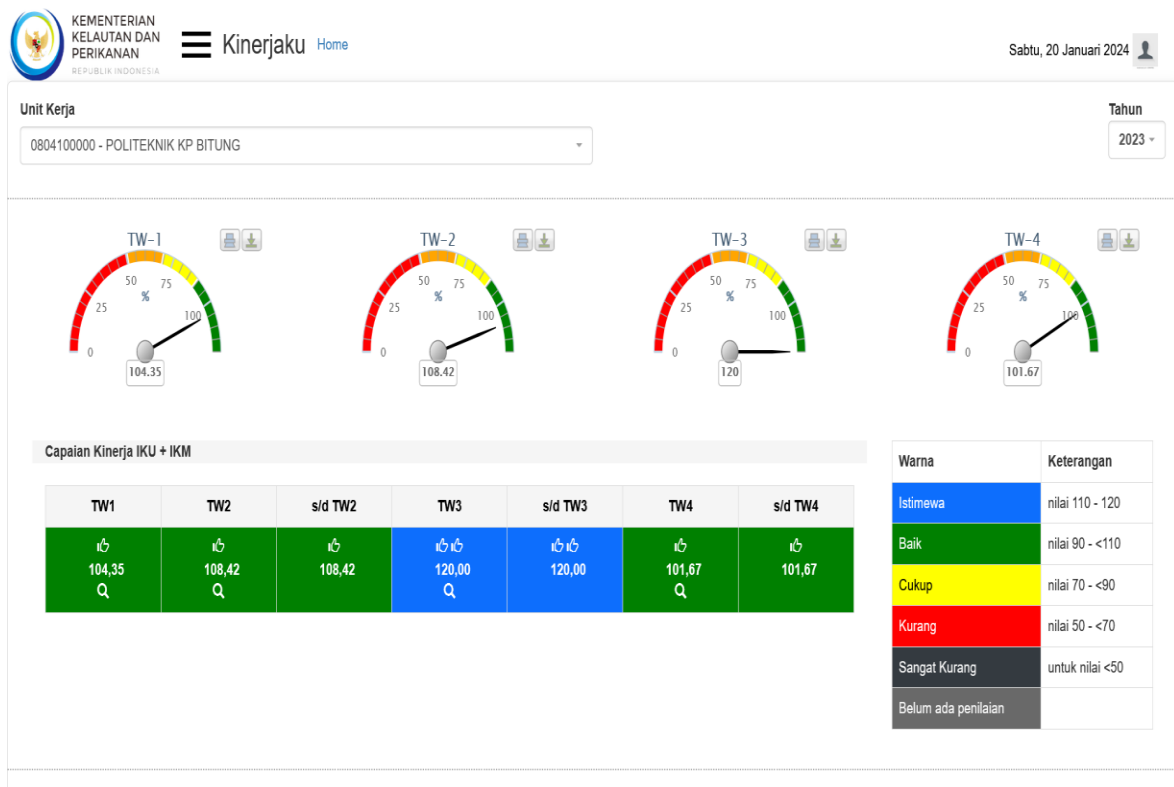 KEMENTERIAN
KELAUTAN DAN
PERIKANAN
REPUBLIK INDONESIA
Kinerjaku Home
Sabtu, 20 Januari 2024
Unit Kerja
Tahun
0804100000 - POLITEKNIK KP BITUNG
2023
TW-1
0
25
50
75
100
%
104.35
TW-2
0
25
50
75
100
%
108.42
TW-3
0
25
50
75
100
%
120
TW-4
0
25
50
75
100
%
101.67
Capaian Kinerja IKU + IKM
TW1 TW2 s/d TW2 TW3 s/d TW3 TW4 s/d TW4
104,35 108,42 108,42 120,00 120,00 101,67 101,67
Warna Keterangan
Istimewa nilai 110 - 120
Baik nilai 90 - <110
Cukup nilai 70 - <90
Kurang nilai 50 - <70
Sangat Kurang untuk nilai <50
Belum ada penilaian